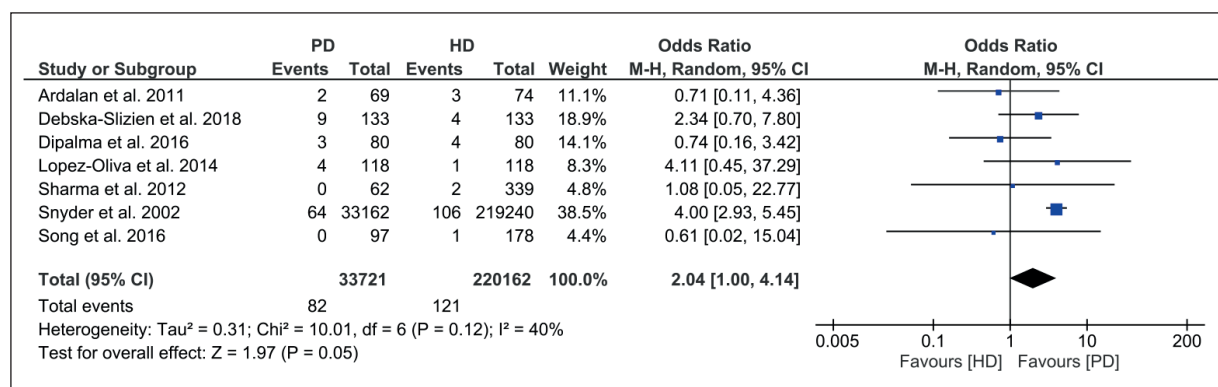 PD HD Odds Ratio Odds Ratio
Study or Subgroup Events Total Events Total Weight M-H, Random, 95% CI M-H, Random, 95% CI
Ardalan et al. 2011 2 69 3 74 11.1% 0.71 [0.11, 4.36]
Debska-Slizien et al. 2018 9 133 4 133 18.9% 2.34 [0.70, 7.80]
Dipalma et al. 2016 3 80 4 80 14.1% 0.74 [0.16, 3.42]
Lopez-Oliva et al. 2014 4 118 1 118 8.3% 4.11 [0.45, 37.29]
Sharma et al. 2012 0 62 2 339 4.8% 1.08 [0.05, 22.77]
Snyder et al. 2002 64 33162 106 219240 38.5% 4.00 [2.93, 5.45]
Song et al. 2016 0 97 1 178 4.4% 0.61 [0.02, 15.04]
Total (95% CI) 33721 220162 100.0% 2.04 [1.00, 4.14]
Total events 82 121
Heterogeneity: Tau² = 0.31; Chi² = 10.01, df = 6 (P = 0.12); I² = 40%
Test for overall effect: Z = 1.97 (P = 0.05)
0.005 0.1 1 10 200
Favours [HD] Favours [PD]